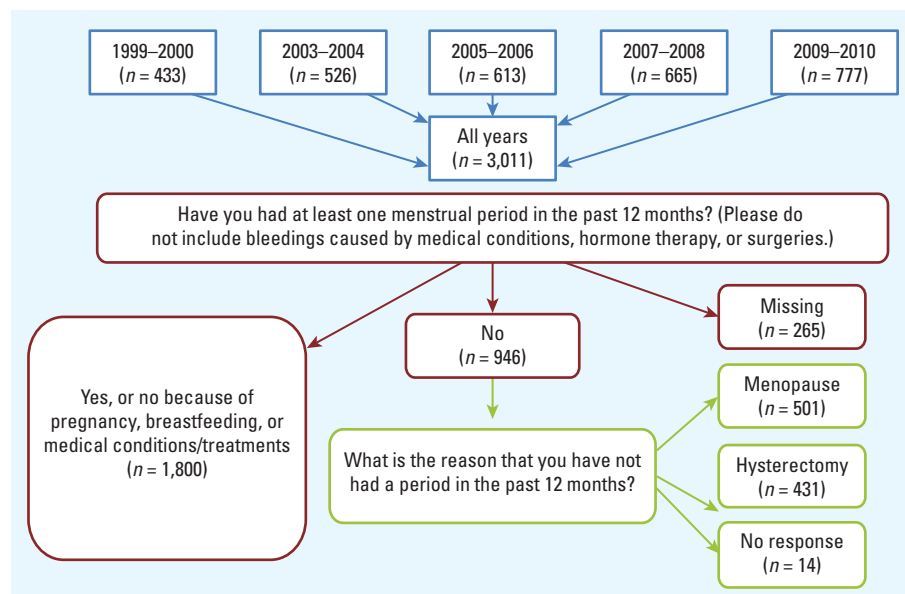 1999–2000
(n = 433)
2003–2004
(n = 526)
2005–2006
(n = 613)
2007–2008
(n = 665)
2009–2010
(n = 777)
All years
(n = 3,011)
Have you had at least one menstrual period in the past 12 months? (Please do
not include bleedings caused by medical conditions, hormone therapy, or surgeries.)
Yes, or no because of
pregnancy, breastfeeding, or
medical conditions/treatments
(n = 1,800)
No
(n = 946)
Missing
(n = 265)
What is the reason that you have not
had a period in the past 12 months?
Menopause
(n = 501)
Hysterectomy
(n = 431)
No response
(n = 14)